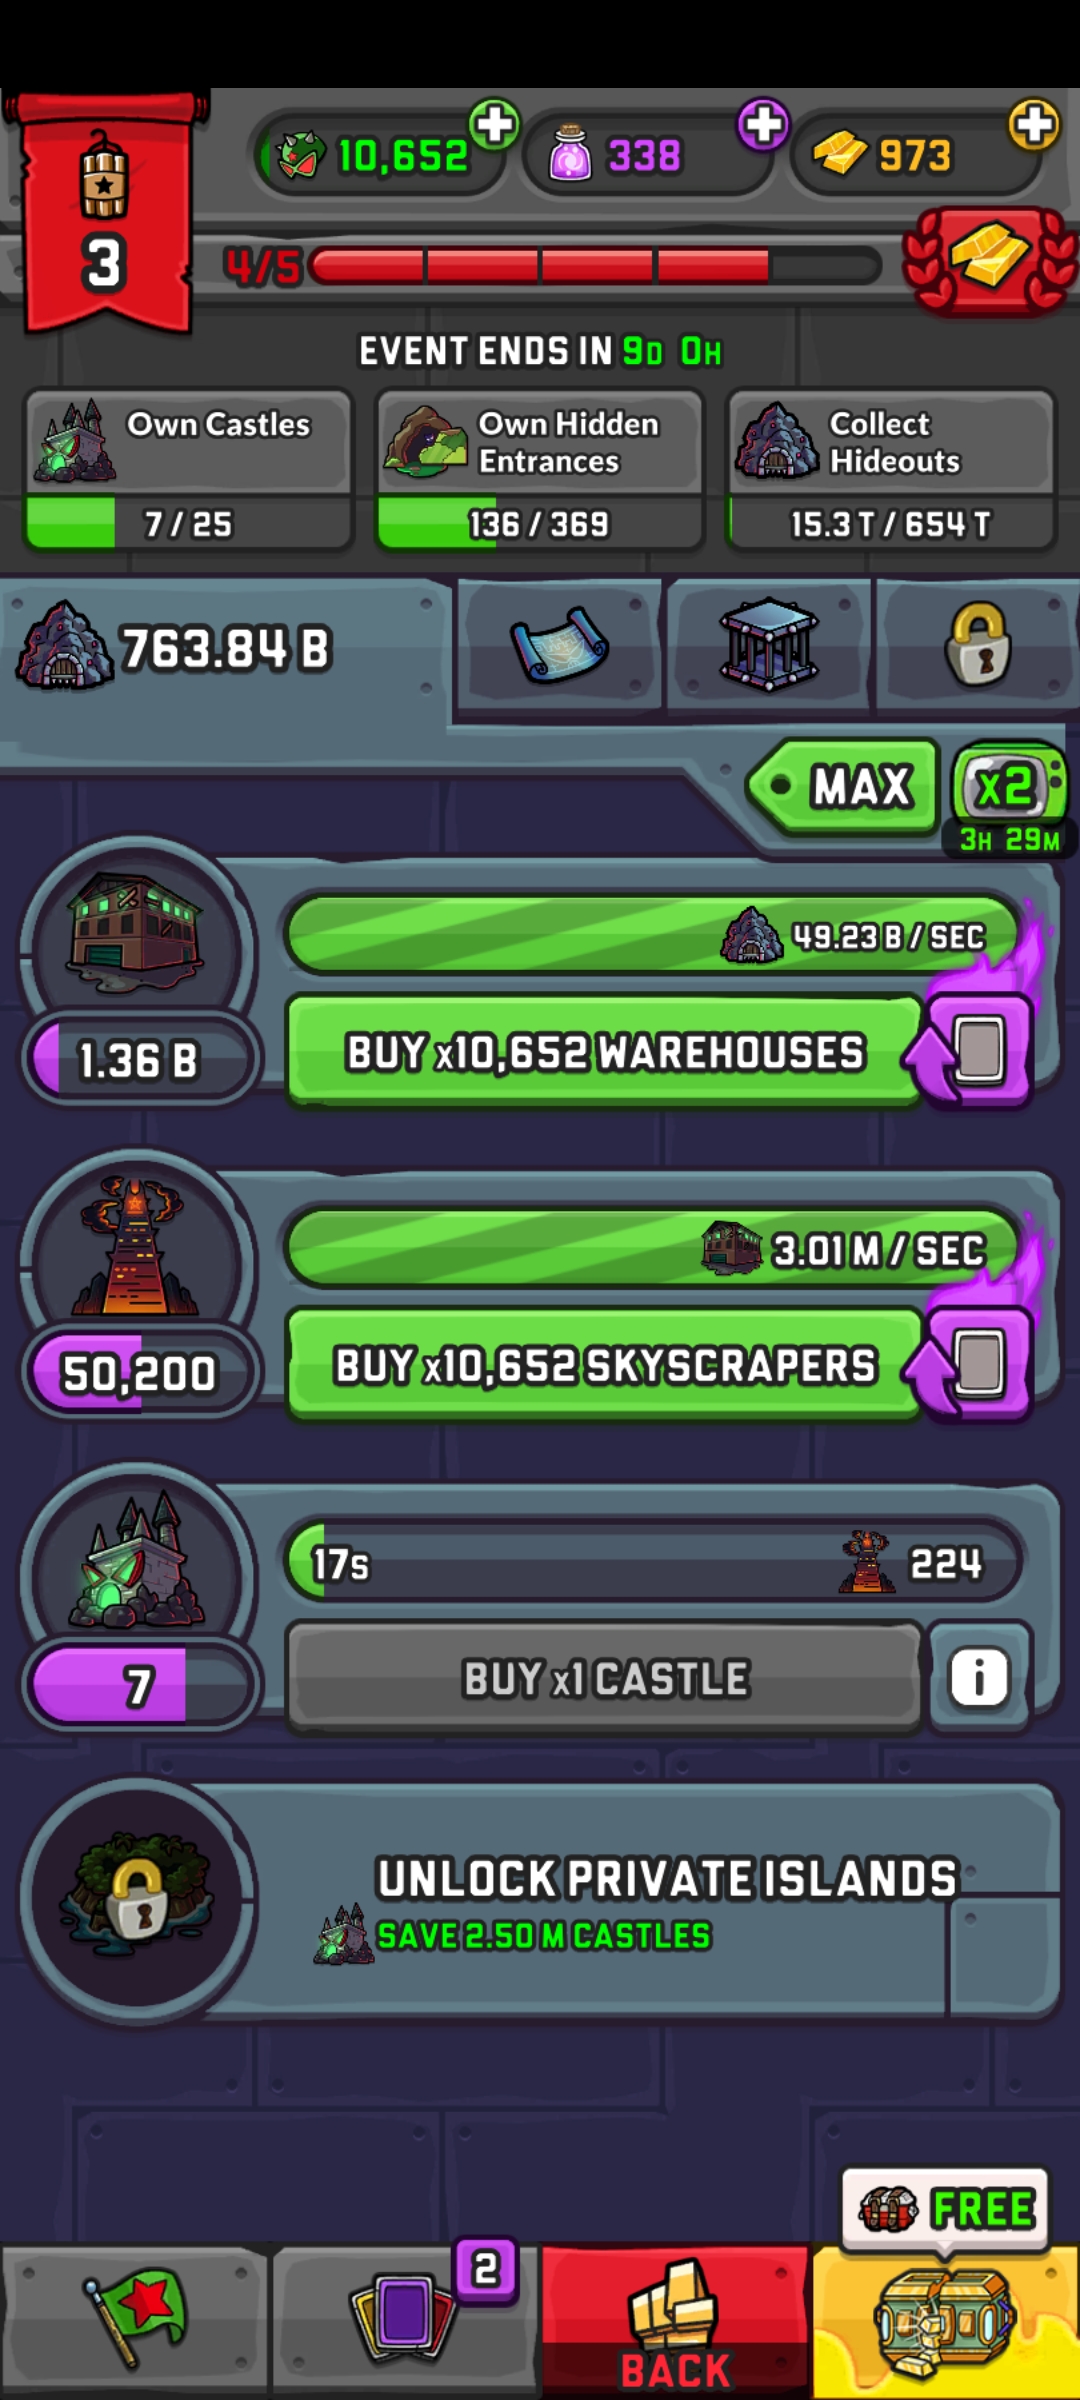 10,652
338
973
3
4/5
EVENT ENDS IN 9D 0H
Own Castles
7 / 25
Own Hidden
Entrances
136 / 369
Collect
Hideouts
15.3 T / 654 T
763.84 B
MAX
x2
3H 29M
49.23 B / SEC
1.36 B
BUY x10,652 WAREHOUSES
3.01 M / SEC
50,200
BUY x10,652 SKYSCRAPERS
17s
224
7
BUY x1 CASTLE
i
UNLOCK PRIVATE ISLANDS
SAVE 2.50 M CASTLES
FREE
2
BACK